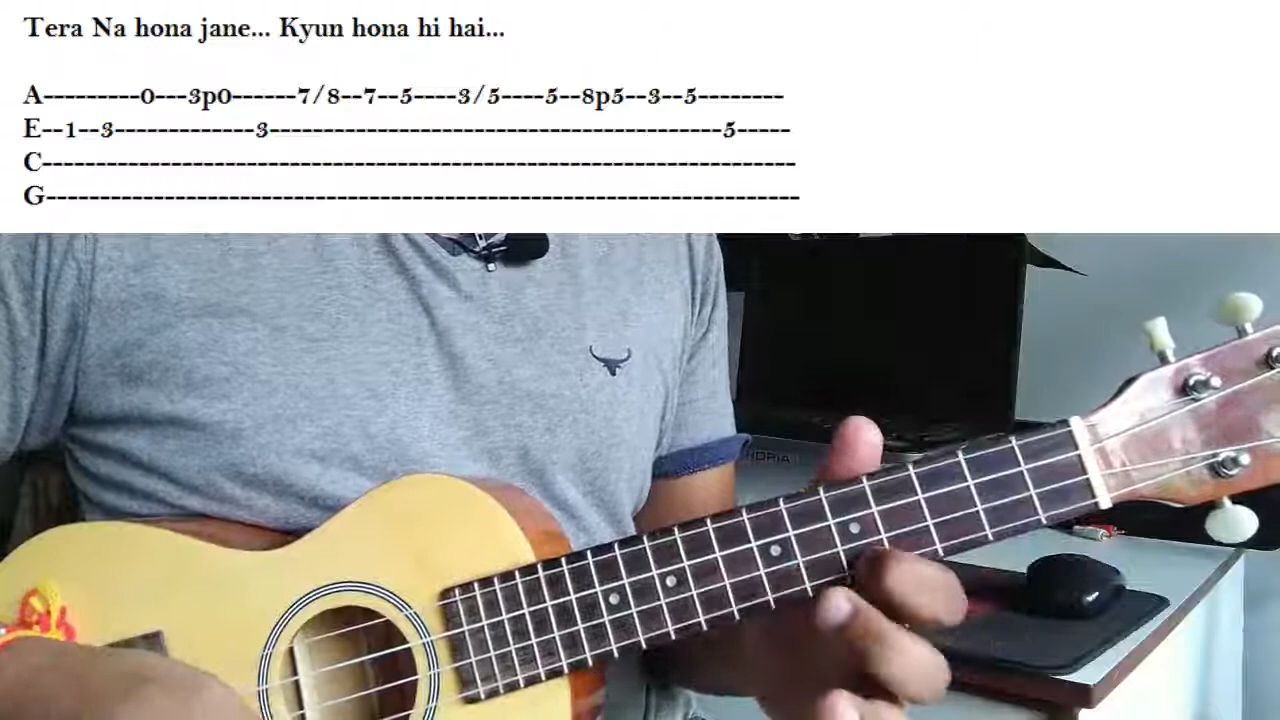 Tera Na hona jane... Kyun hona hi hai...
A---------0---3p0------7/8--7--5----3/5----5--8p5--3--5--------
E--1--3-------------3------------------------------------------5-----
C----------------------------------------------------------------------
G----------------------------------------------------------------------